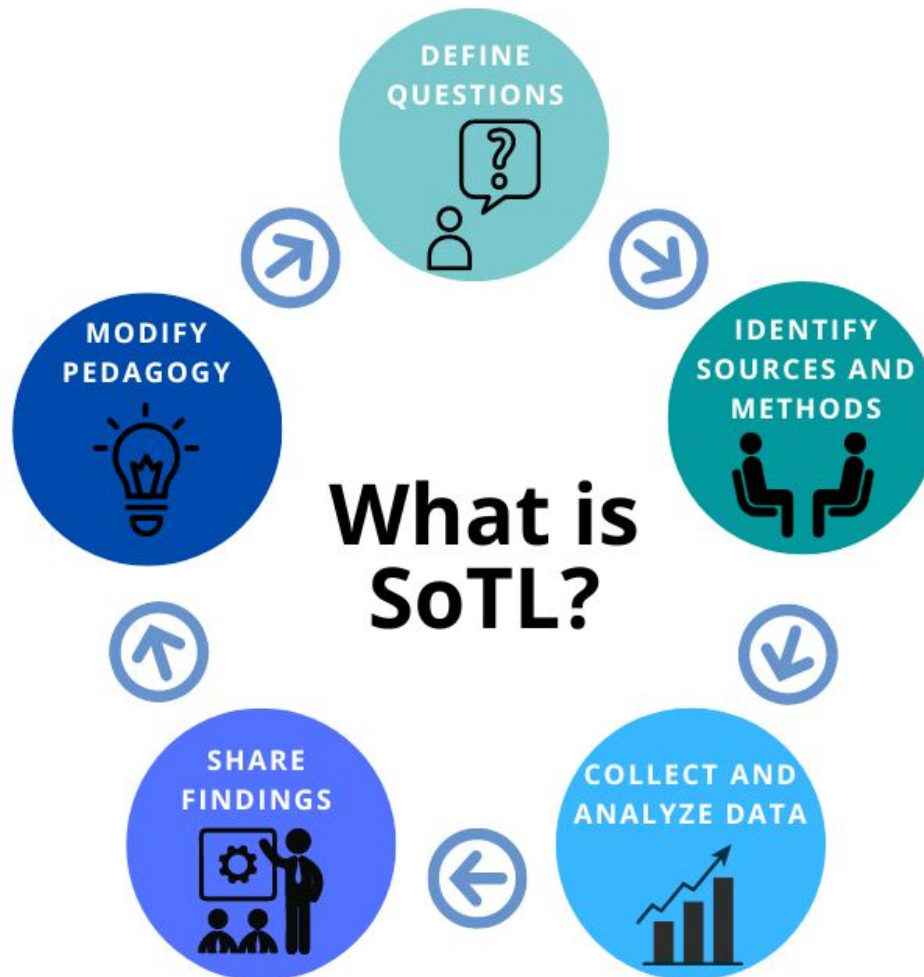 DEFINE
QUESTIONS
?
IDENTIFY
SOURCES AND
METHODS
COLLECT AND
ANALYZE DATA
SHARE
FINDINGS
MODIFY
PEDAGOGY
What is
SoTL?